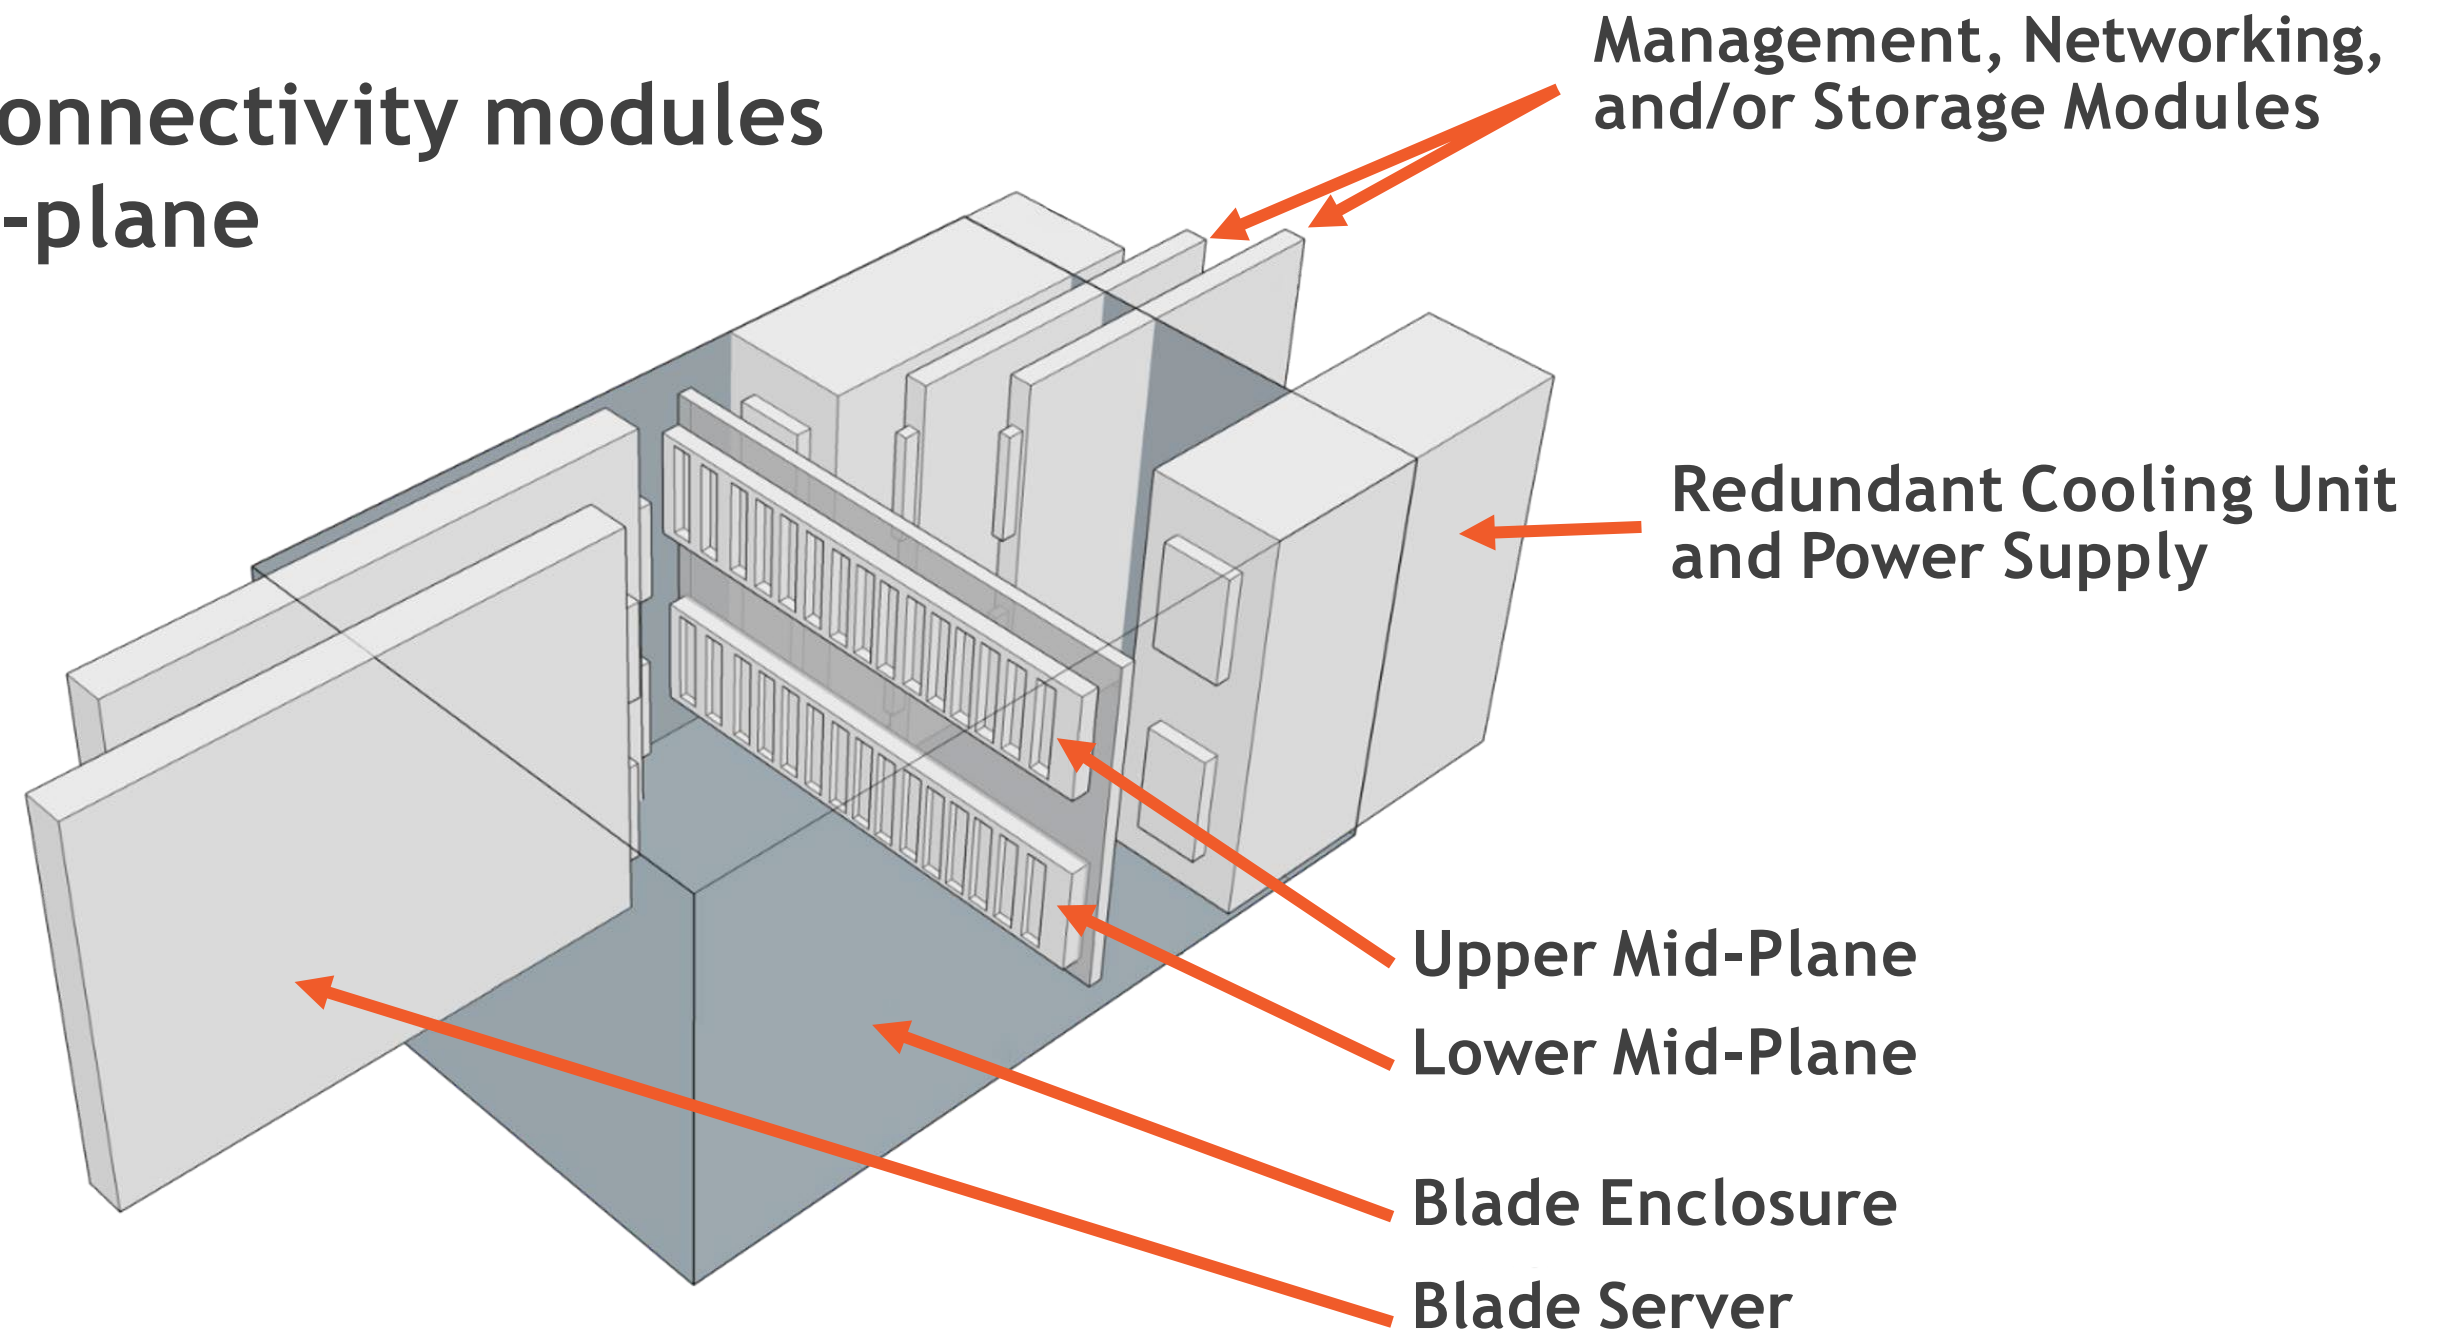 Management, Networking,
and/or Storage Modules
onnectivity modules
-plane
Redundant Cooling Unit
and Power Supply
Upper Mid-Plane
Lower Mid-Plane
Blade Enclosure
Blade Server